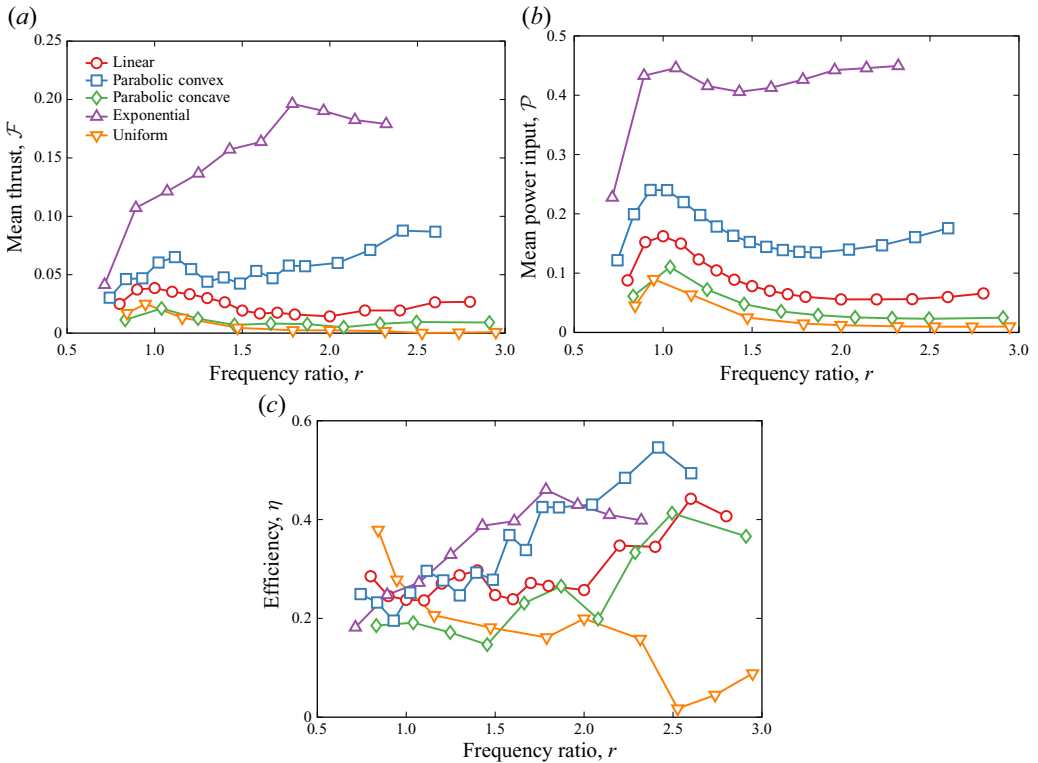 (a)
0.25
0.20
0.15
0.10
0.05
0
Mean thrust, ℱ
Linear
Parabolic convex
Parabolic concave
Exponential
Uniform
0.5 1.0 1.5 2.0 2.5 3.0
Frequency ratio, r
(b)
0.5
0.4
0.3
0.2
0.1
0
Mean power input, 𝒫
0.5 1.0 1.5 2.0 2.5 3.0
Frequency ratio, r
(c)
0.6
0.4
0.2
0
Efficiency, η
0.5 1.0 1.5 2.0 2.5 3.0
Frequency ratio, r